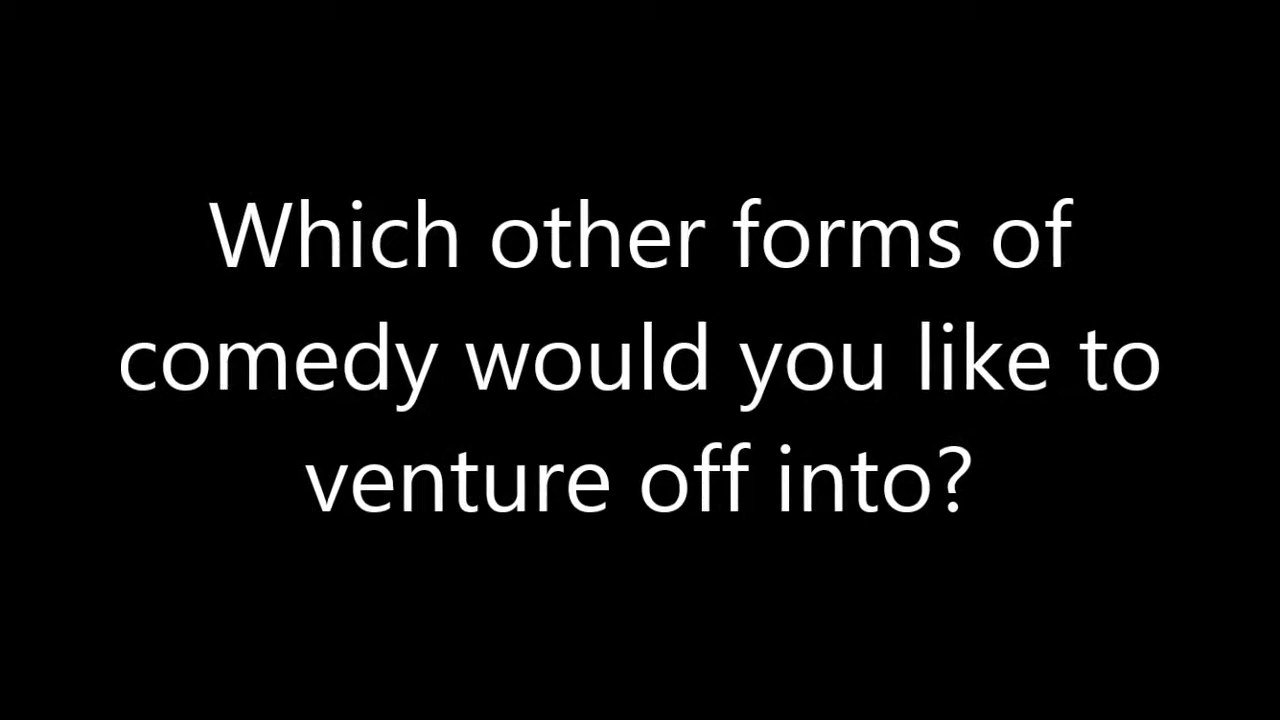 Which other forms of
comedy would you like to
venture off into?